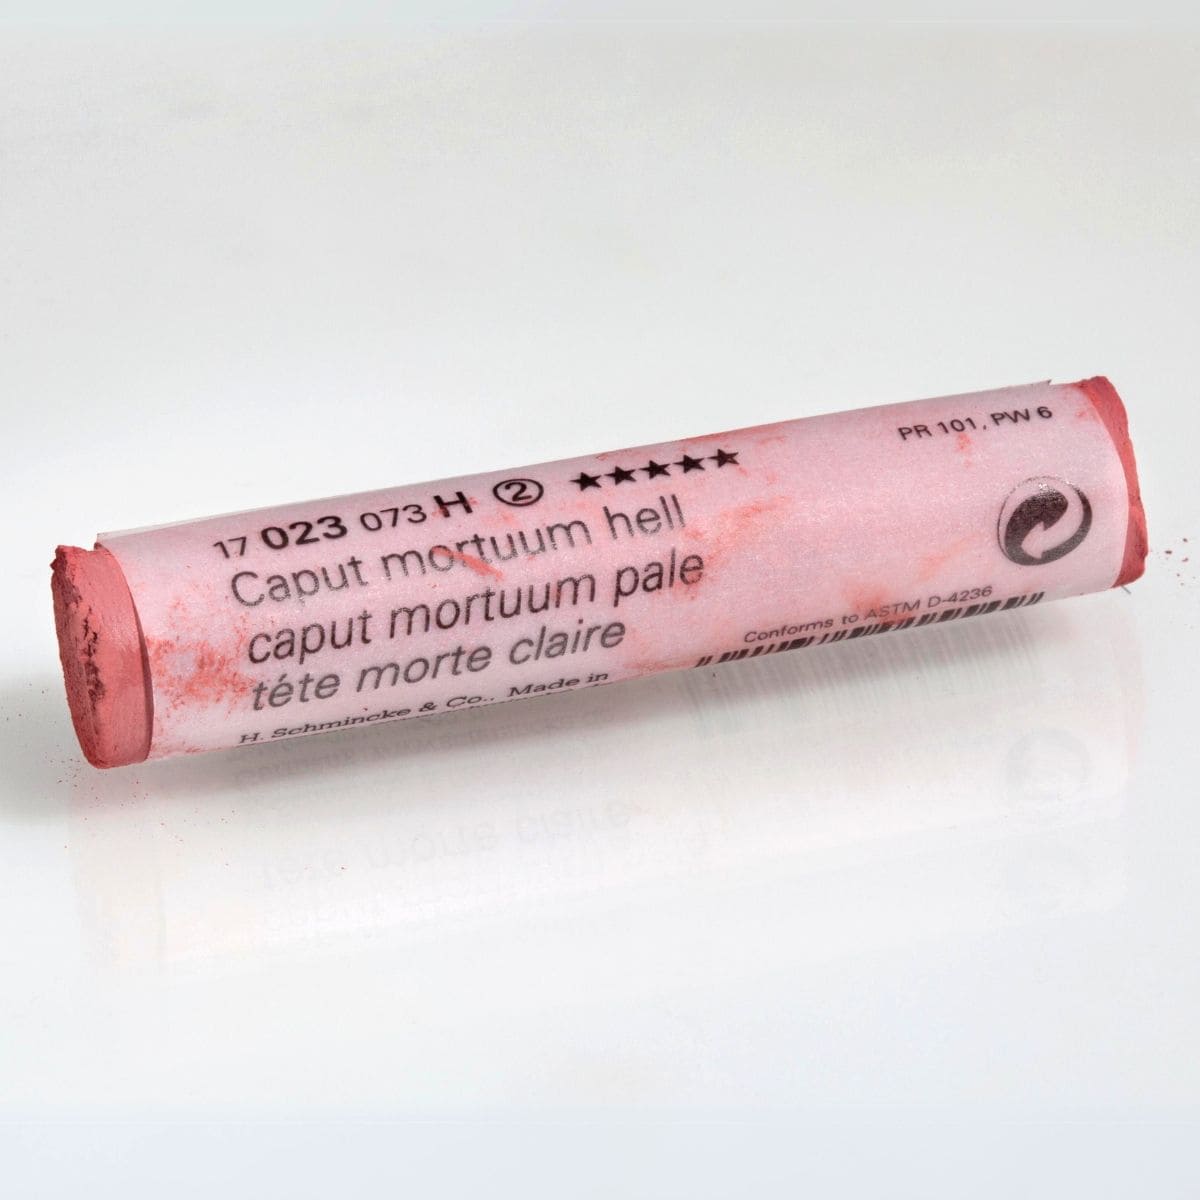 17 023 073 H ② ★★★★★
PR 101, PW 6
Caput mortuum hell
caput mortuum pale
téte morte claire
H. Schmincke & Co., Made in
Conforms to ASTM D-4236